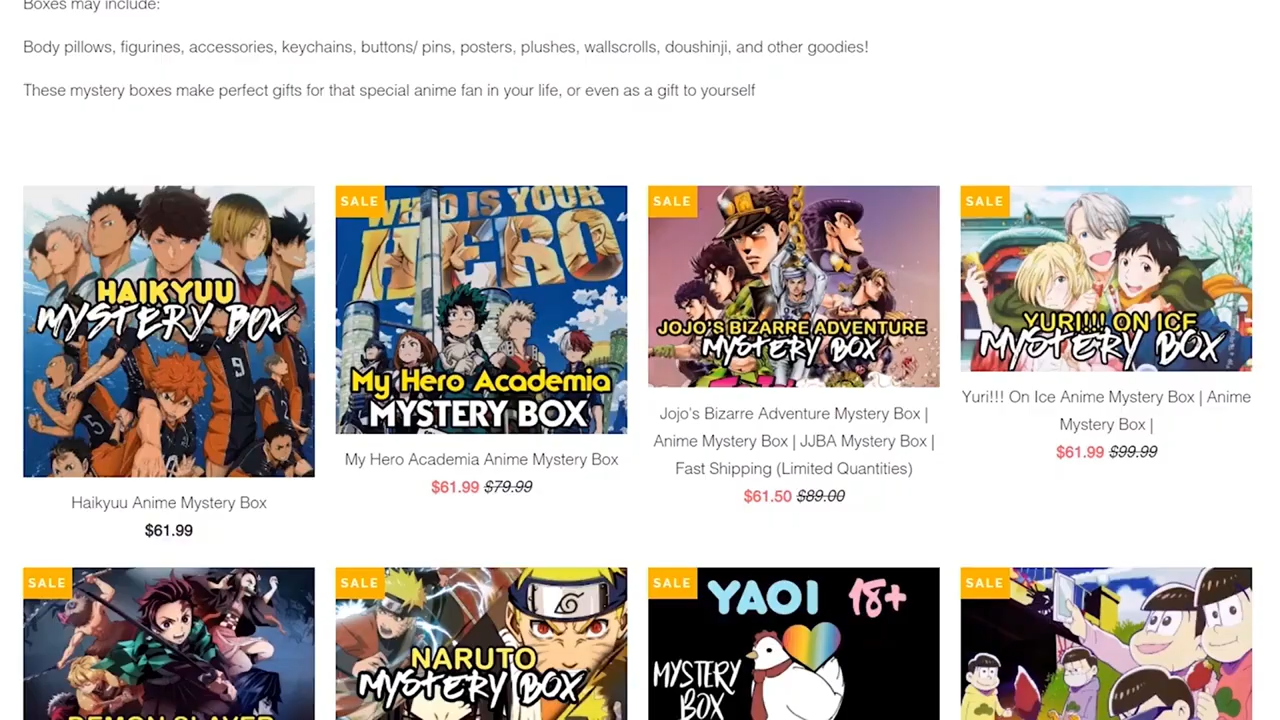 Boxes may include:
Body pillows, figurines, accessories, keychains, buttons/ pins, posters, plushes, wallscrolls, doushinji, and other goodies!
These mystery boxes make perfect gifts for that special anime fan in your life, or even as a gift to yourself
HAIKYUU
MYSTERY BOX
Haikyuu Anime Mystery Box
$61.99
SALE
WHO IS YOUR
HERO
My Hero Academia
MYSTERY BOX
My Hero Academia Anime Mystery Box
$61.99 $79.99
SALE
JOJO'S BIZARRE ADVENTURE
MYSTERY BOX
Jojo's Bizarre Adventure Mystery Box |
Anime Mystery Box | JJBA Mystery Box |
Fast Shipping (Limited Quantities)
$61.50 $89.00
SALE
YURI!!! ON ICE
MYSTERY BOX
Yuri!!! On Ice Anime Mystery Box | Anime
Mystery Box |
$61.99 $99.99
SALE
DEMON SLAYER
SALE
NARUTO
MYSTERY BOX
SALE
YAOI 18+
MYSTERY
BOX
SALE